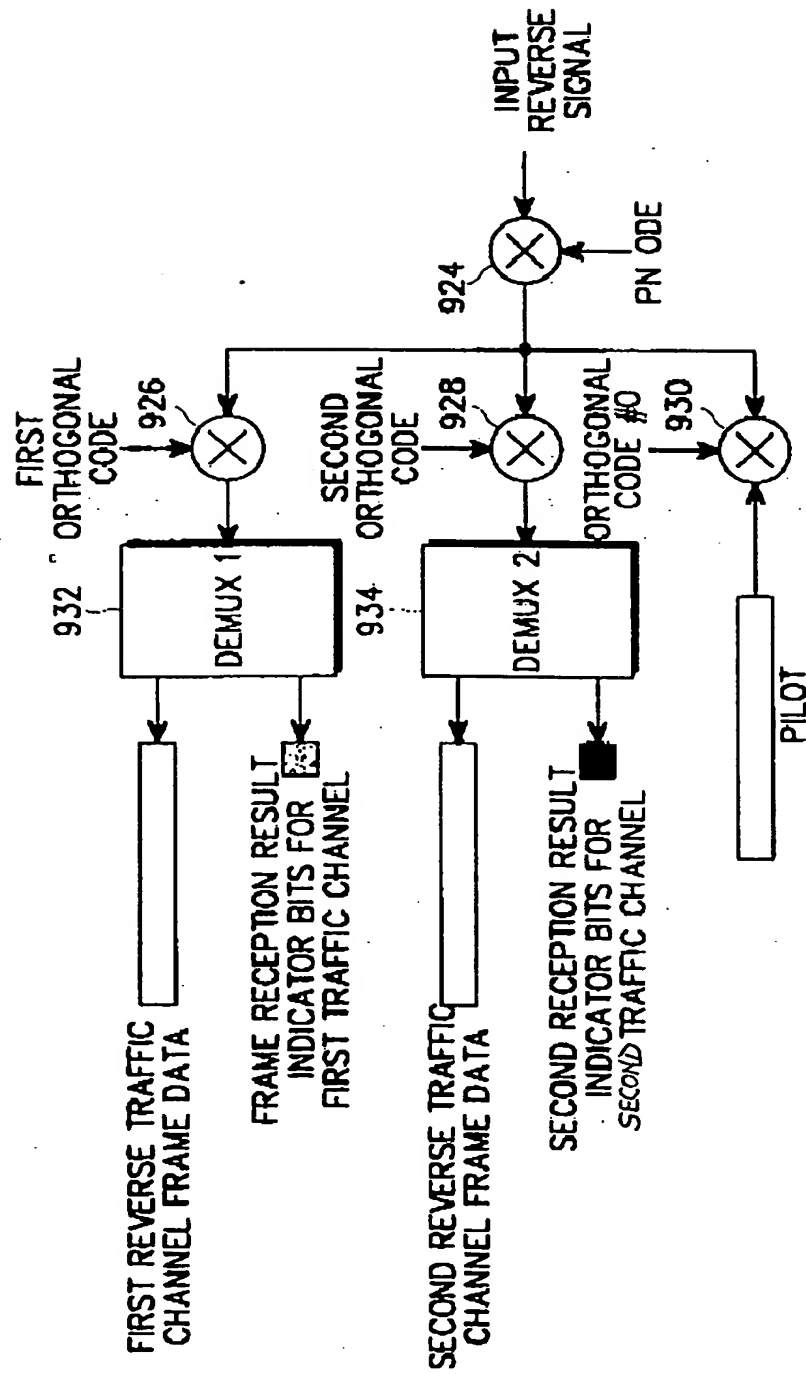 FIRST REVERSE TRAFFIC
CHANNEL FRAME DATA
FRAME RECEPTION RESULT
INDICATOR BITS FOR
FIRST TRAFFIC CHANNEL
932
DEMUX 1
FIRST
ORTHOGONAL
CODE
926
SECOND REVERSE TRAFFIC
CHANNEL FRAME DATA
SECOND RECEPTION RESULT
INDICATOR BITS FOR
SECOND TRAFFIC CHANNEL
934
DEMUX 2
SECOND
ORTHOGONAL
CODE
928
ORTHOGONAL
CODE #0
930
PILOT
924
PN ODE
INPUT
REVERSE
SIGNAL